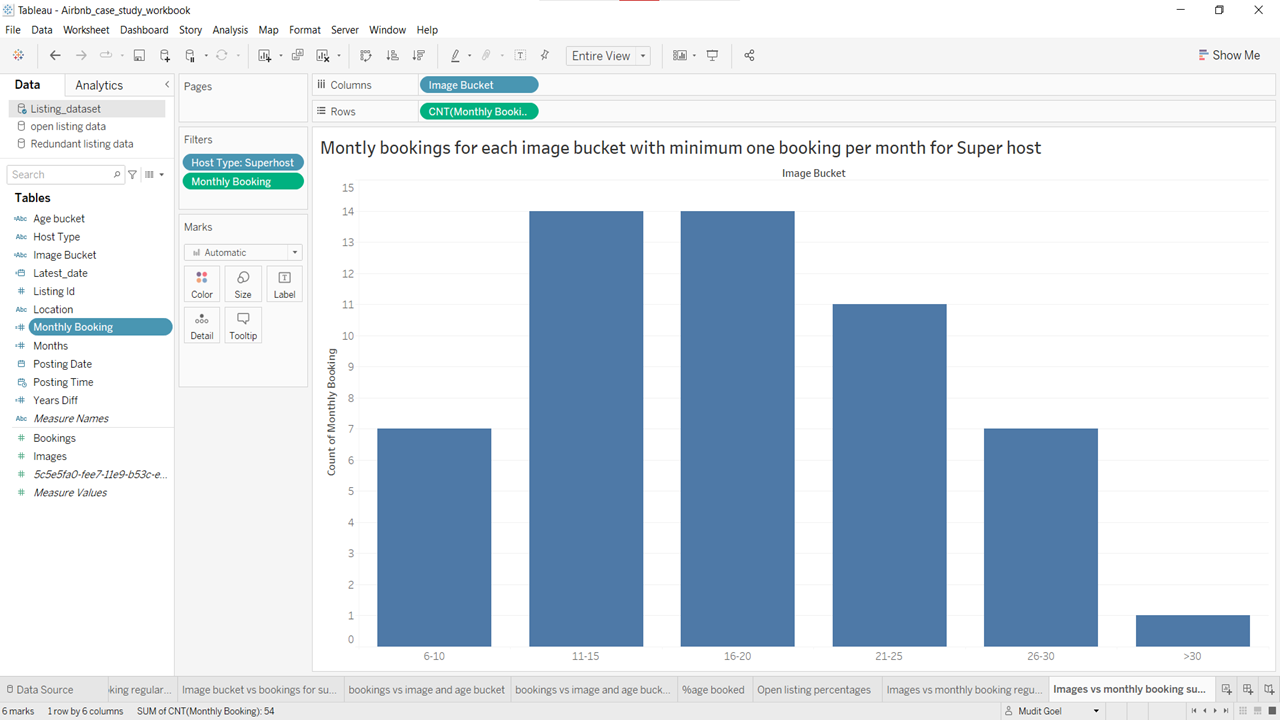 Tableau - Airbnb_case_study_workbook
File Data Worksheet Dashboard Story Analysis Map Format Server Window Help
Entire View
Show Me
Data Analytics
Listing_dataset
open listing data
Redundant listing data
Search
Tables
Abc Age bucket
Abc Host Type
Abc Image Bucket
Latest_date
# Listing Id
Abc Location
# Monthly Booking
# Months
Posting Date
Posting Time
# Years Diff
Abc Measure Names
# Bookings
# Images
# 5c5e5fa0-fee7-11e9-b53c-e...
# Measure Values
Pages
Filters
Host Type: Superhost
Monthly Booking
Marks
Automatic
Color Size Label
Detail Tooltip
Columns Image Bucket
Rows CNT(Monthly Booki..
Montly bookings for each image bucket with minimum one booking per month for Super host
Image Bucket
Count of Monthly Booking
15
14
13
12
11
10
9
8
7
6
5
4
3
2
1
0
6-10 11-15 16-20 21-25 26-30 >30
Data Source
king regular...
Image bucket vs bookings for su...
bookings vs image and age bucket
bookings vs image and age buck...
%age booked
Open listing percentages
Images vs monthly booking regu...
Images vs monthly booking su...
6 marks 1 row by 6 columns SUM of CNT(Monthly Booking): 54
Mudit Goel